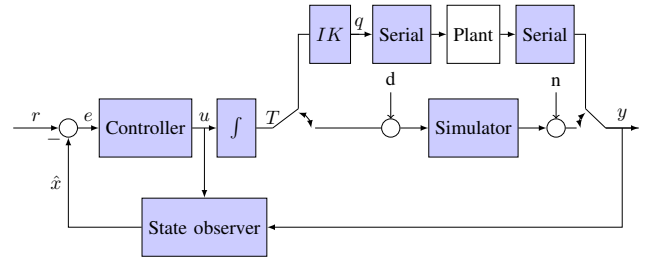 IK q Serial Plant Serial
d n
r e Controller u ∫ T Simulator y
−
x̂
State observer